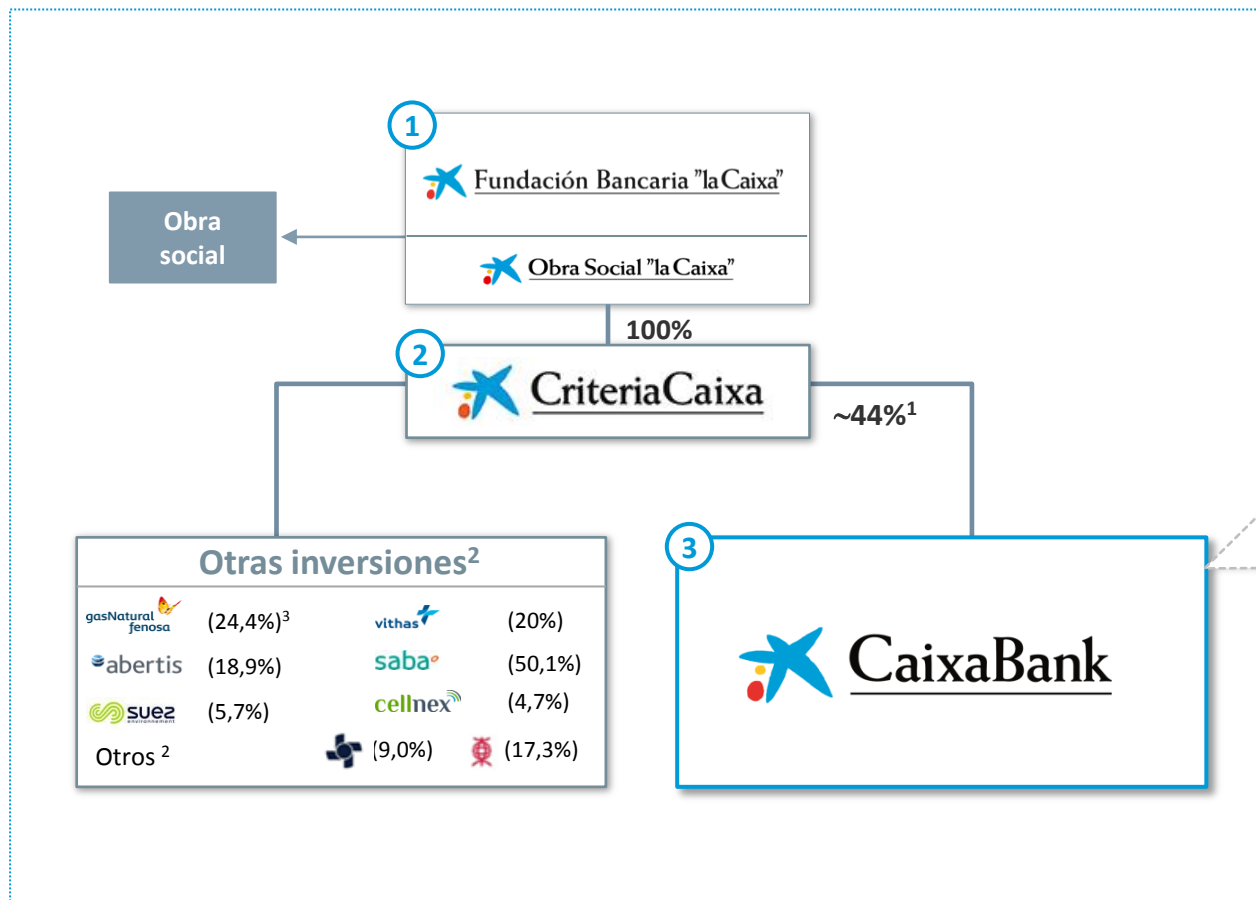 1
Fundación Bancaria "la Caixa"
Obra
social
Obra Social "la Caixa"
100%
2
CriteriaCaixa
~44%¹
Otras inversiones²
gasNatural
fenosa
(24,4%)³
vithas
(20%)
abertis
(18,9%)
saba
(50,1%)
suez
environnement
(5,7%)
cellnex
(4,7%)
Otros ²
(9,0%)
(17,3%)
3
CaixaBank